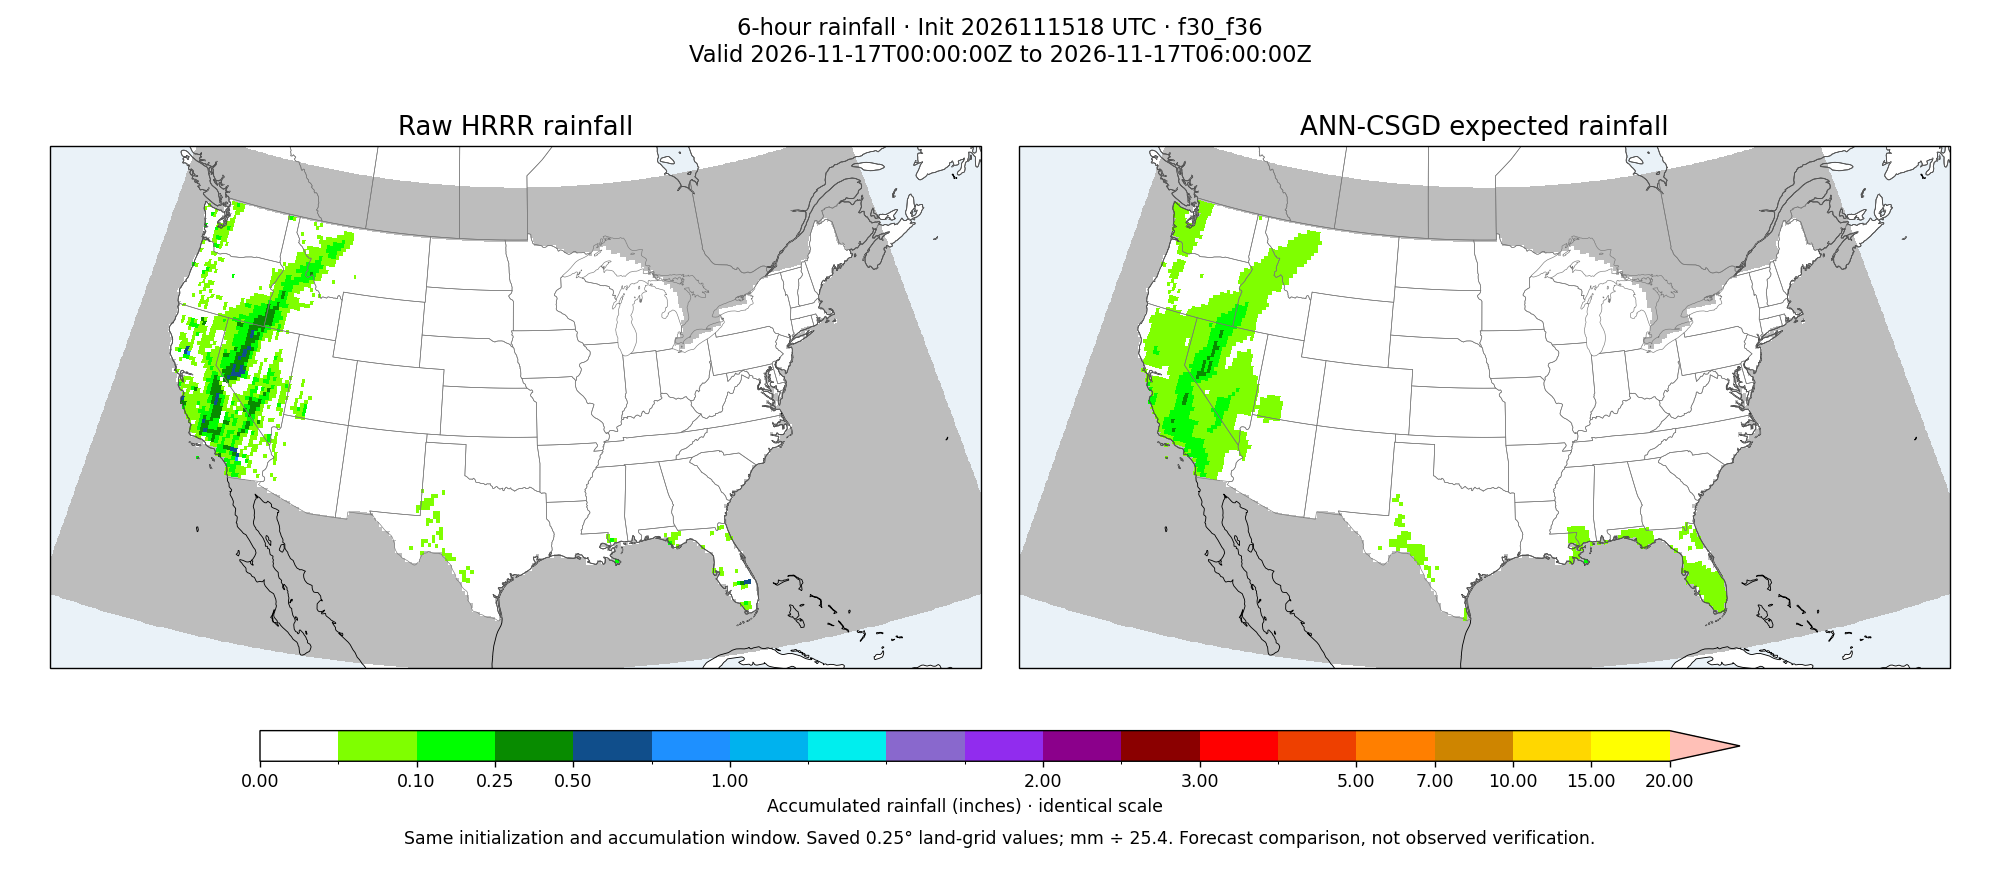 6-hour rainfall · Init 2026111518 UTC · f30_f36
Valid 2026-11-17T00:00:00Z to 2026-11-17T06:00:00Z
Raw HRRR rainfall
ANN-CSGD expected rainfall
0.00 0.10 0.25 0.50 1.00 2.00 3.00 5.00 7.00 10.00 15.00 20.00
Accumulated rainfall (inches) · identical scale
Same initialization and accumulation window. Saved 0.25° land-grid values; mm ÷ 25.4. Forecast comparison, not observed verification.